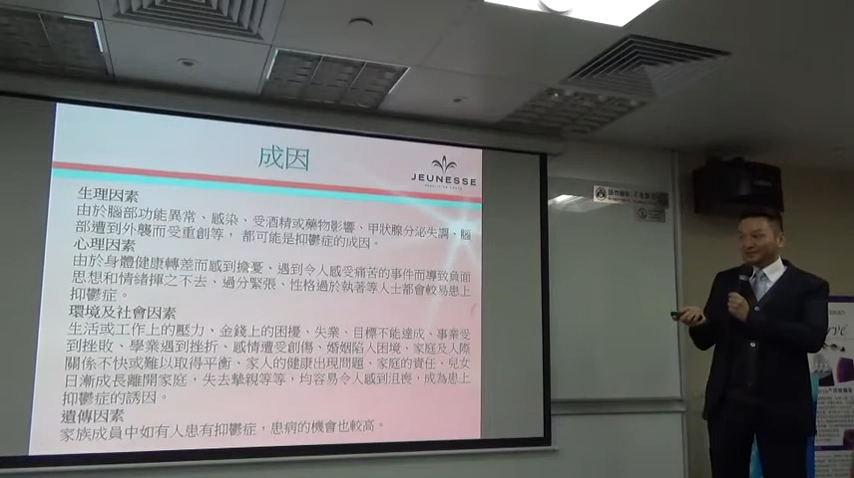 成因
JEUNESSE
生理因素
由於腦部功能異常、感染、受酒精或藥物影響、甲狀腺分泌失調、腦
部遭到外襲而受重創等， 都可能是抑鬱症的成因。
心理因素
由於身體健康轉差而感到擔憂、遇到令人感受痛苦的事件而導致負面
思想和情緒揮之不去、過分緊張、性格過於執著等人士都會較易患上
抑鬱症。
環境及社會因素
生活或工作上的壓力、金錢上的困擾、失業、目標不能達成、事業受
到挫敗、學業遇到挫折、感情遭受創傷、婚姻陷入困境、家庭及人際
關係不快或難以取得平衡、家人的健康出現問題、家庭的責任、兒女
日漸成長離開家庭，失去摯親等等，均容易令人感到沮喪，成為患上
抑鬱症的誘因。
遺傳因素
家族成員中如有人患有抑鬱症，患病的機會也較高。